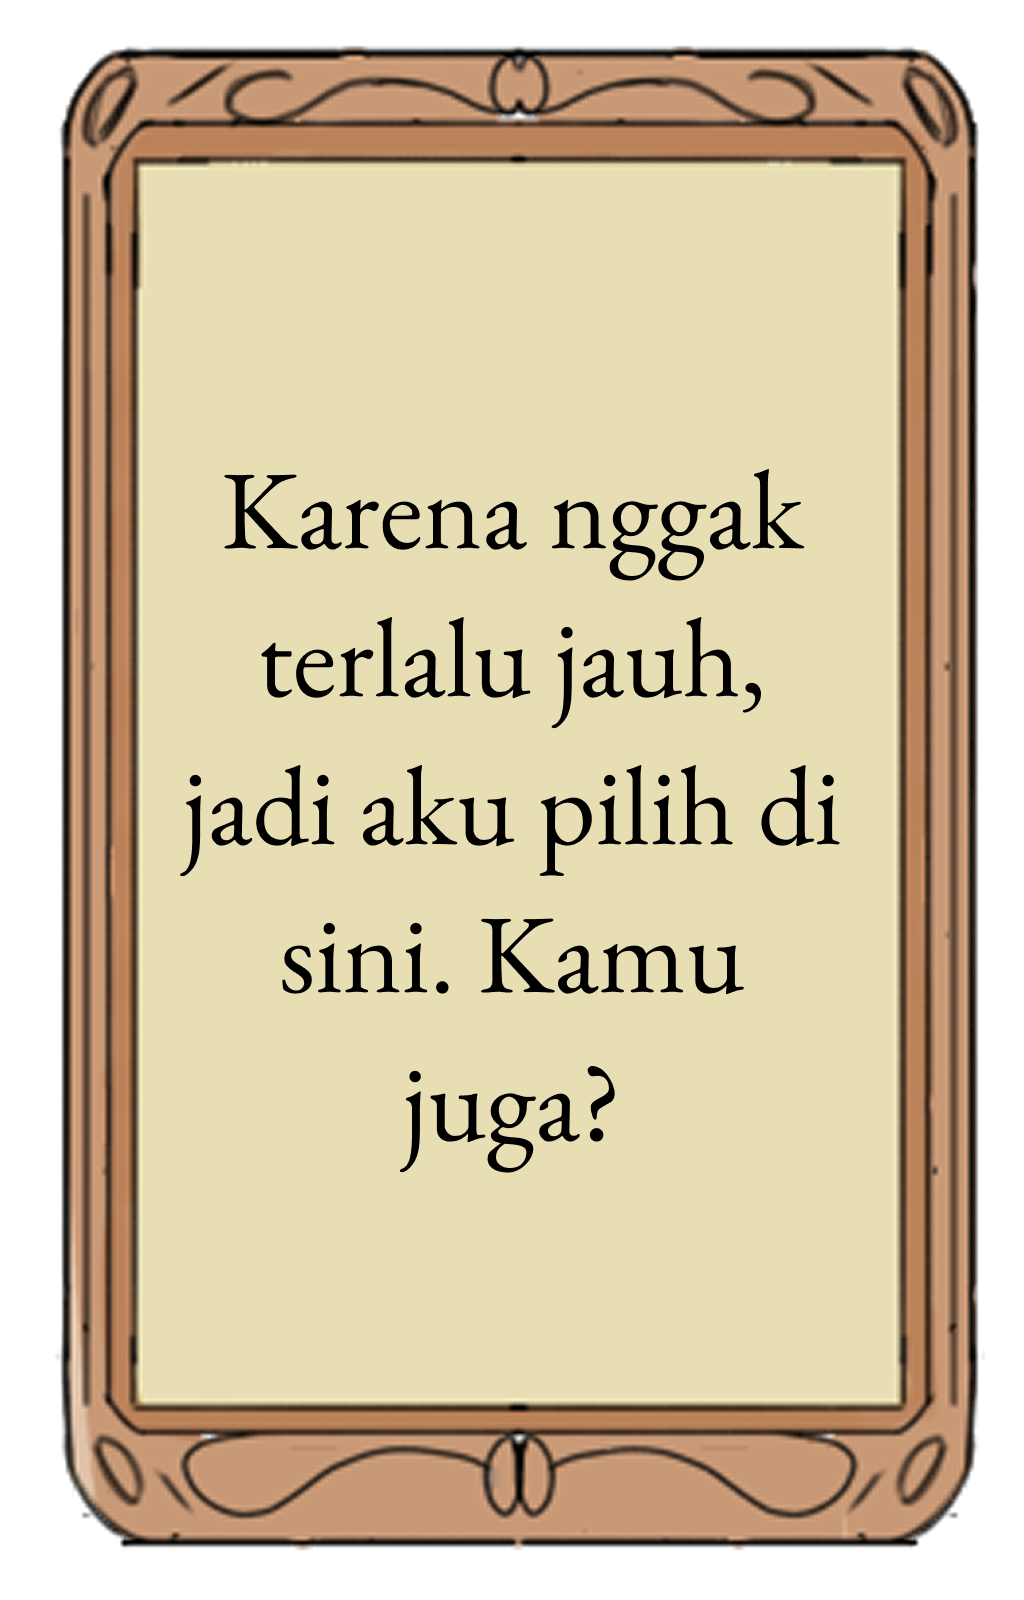 Karena nggak
terlalu jauh,
jadi aku pilih di
sini. Kamu
juga?